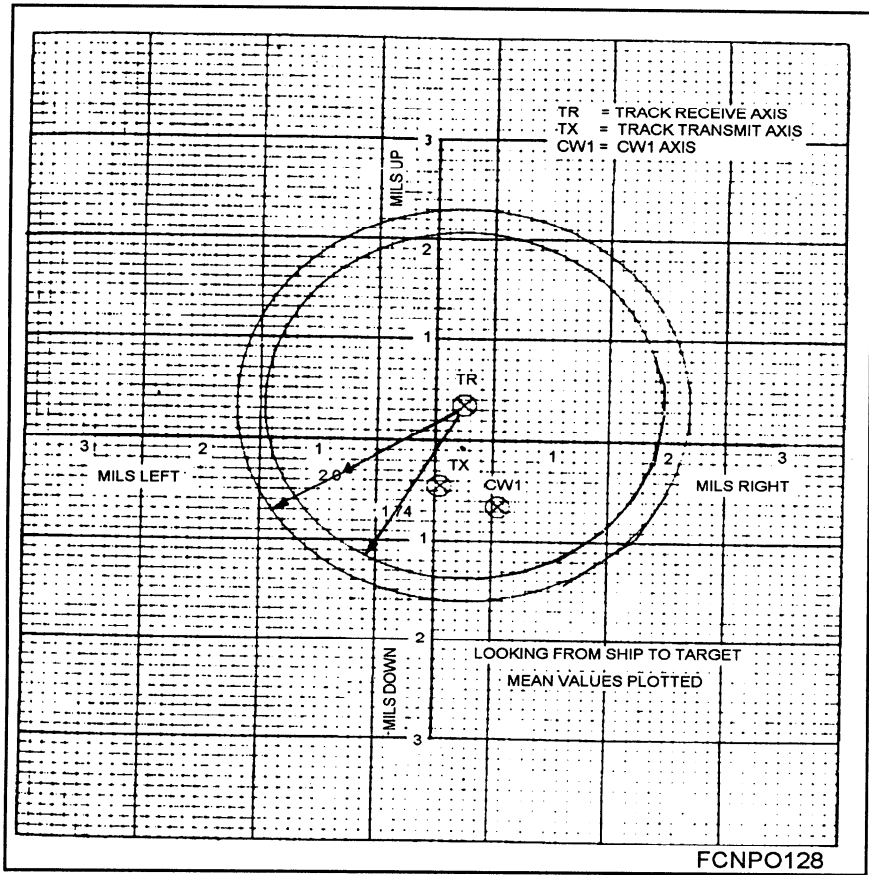 TR = TRACK RECEIVE AXIS
TX = TRACK TRANSMIT AXIS
CW1 = CW1 AXIS
3
MILS UP
2
1
TR
3 2 1 1 2 3
MILS LEFT
2.0
TX
CW1
MILS RIGHT
1.74
1
2
LOOKING FROM SHIP TO TARGET
MEAN VALUES PLOTTED
MILS DOWN
3
FCNPO128